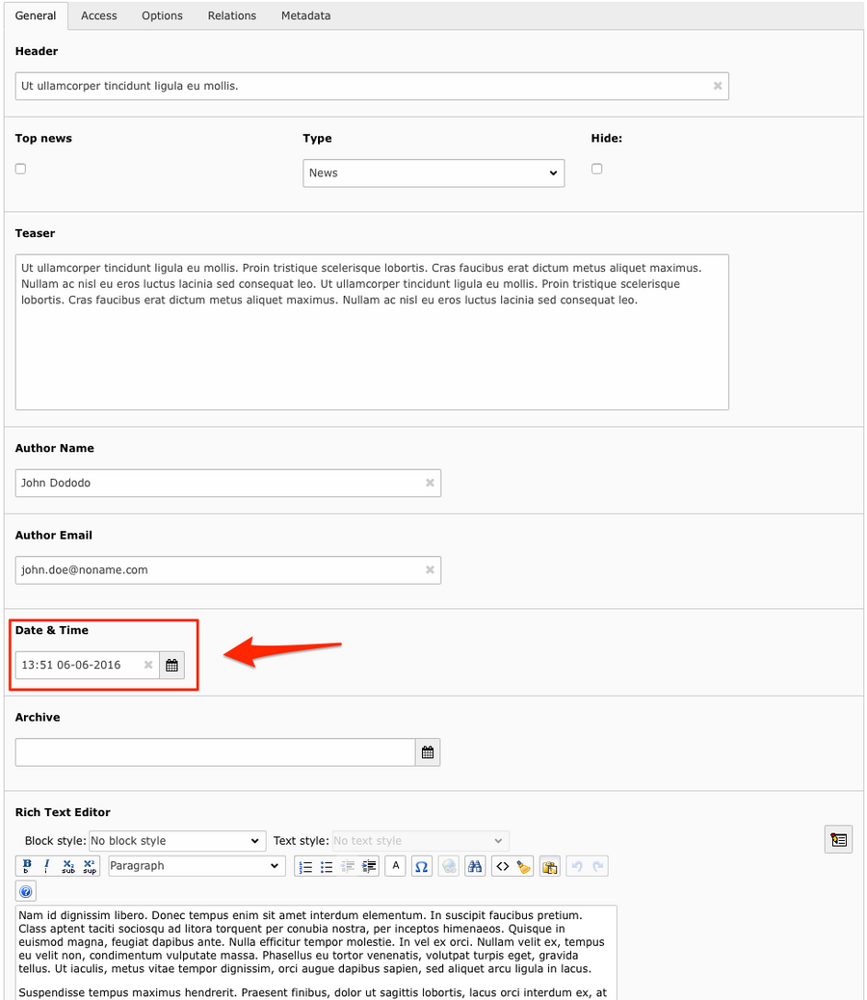 General Access Options Relations Metadata
Header
Ut ullamcorper tincidunt ligula eu mollis.
Top news Type Hide:
News
Teaser
Ut ullamcorper tincidunt ligula eu mollis. Proin tristique scelerisque lobortis. Cras faucibus erat dictum metus aliquet maximus.
Nullam ac nisl eu eros luctus lacinia sed consequat leo. Ut ullamcorper tincidunt ligula eu mollis. Proin tristique scelerisque
lobortis. Cras faucibus erat dictum metus aliquet maximus. Nullam ac nisl eu eros luctus lacinia sed consequat leo.
Author Name
John Dododo
Author Email
john.doe@noname.com
Date & Time
13:51 06-06-2016
Archive
Rich Text Editor
Block style: No block style Text style: No text style
B b I i X2 sub X2 sup Paragraph A Ω
?
Nam id dignissim libero. Donec tempus enim sit amet interdum elementum. In suscipit faucibus pretium.
Class aptent taciti sociosqu ad litora torquent per conubia nostra, per inceptos himenaeos. Quisque in
euismod magna, feugiat dapibus ante. Nulla efficitur tempor molestie. In vel ex orci. Nullam velit ex, tempus
eu velit non, condimentum vulputate massa. Phasellus eu tortor venenatis, volutpat turpis eget, gravida
tellus. Ut iaculis, metus vitae tempor dignissim, orci augue dapibus sapien, sed aliquet arcu ligula in lacus.
Suspendisse tempus maximus hendrerit. Praesent finibus, dolor ut sagittis lobortis, lacus orci interdum ex, at